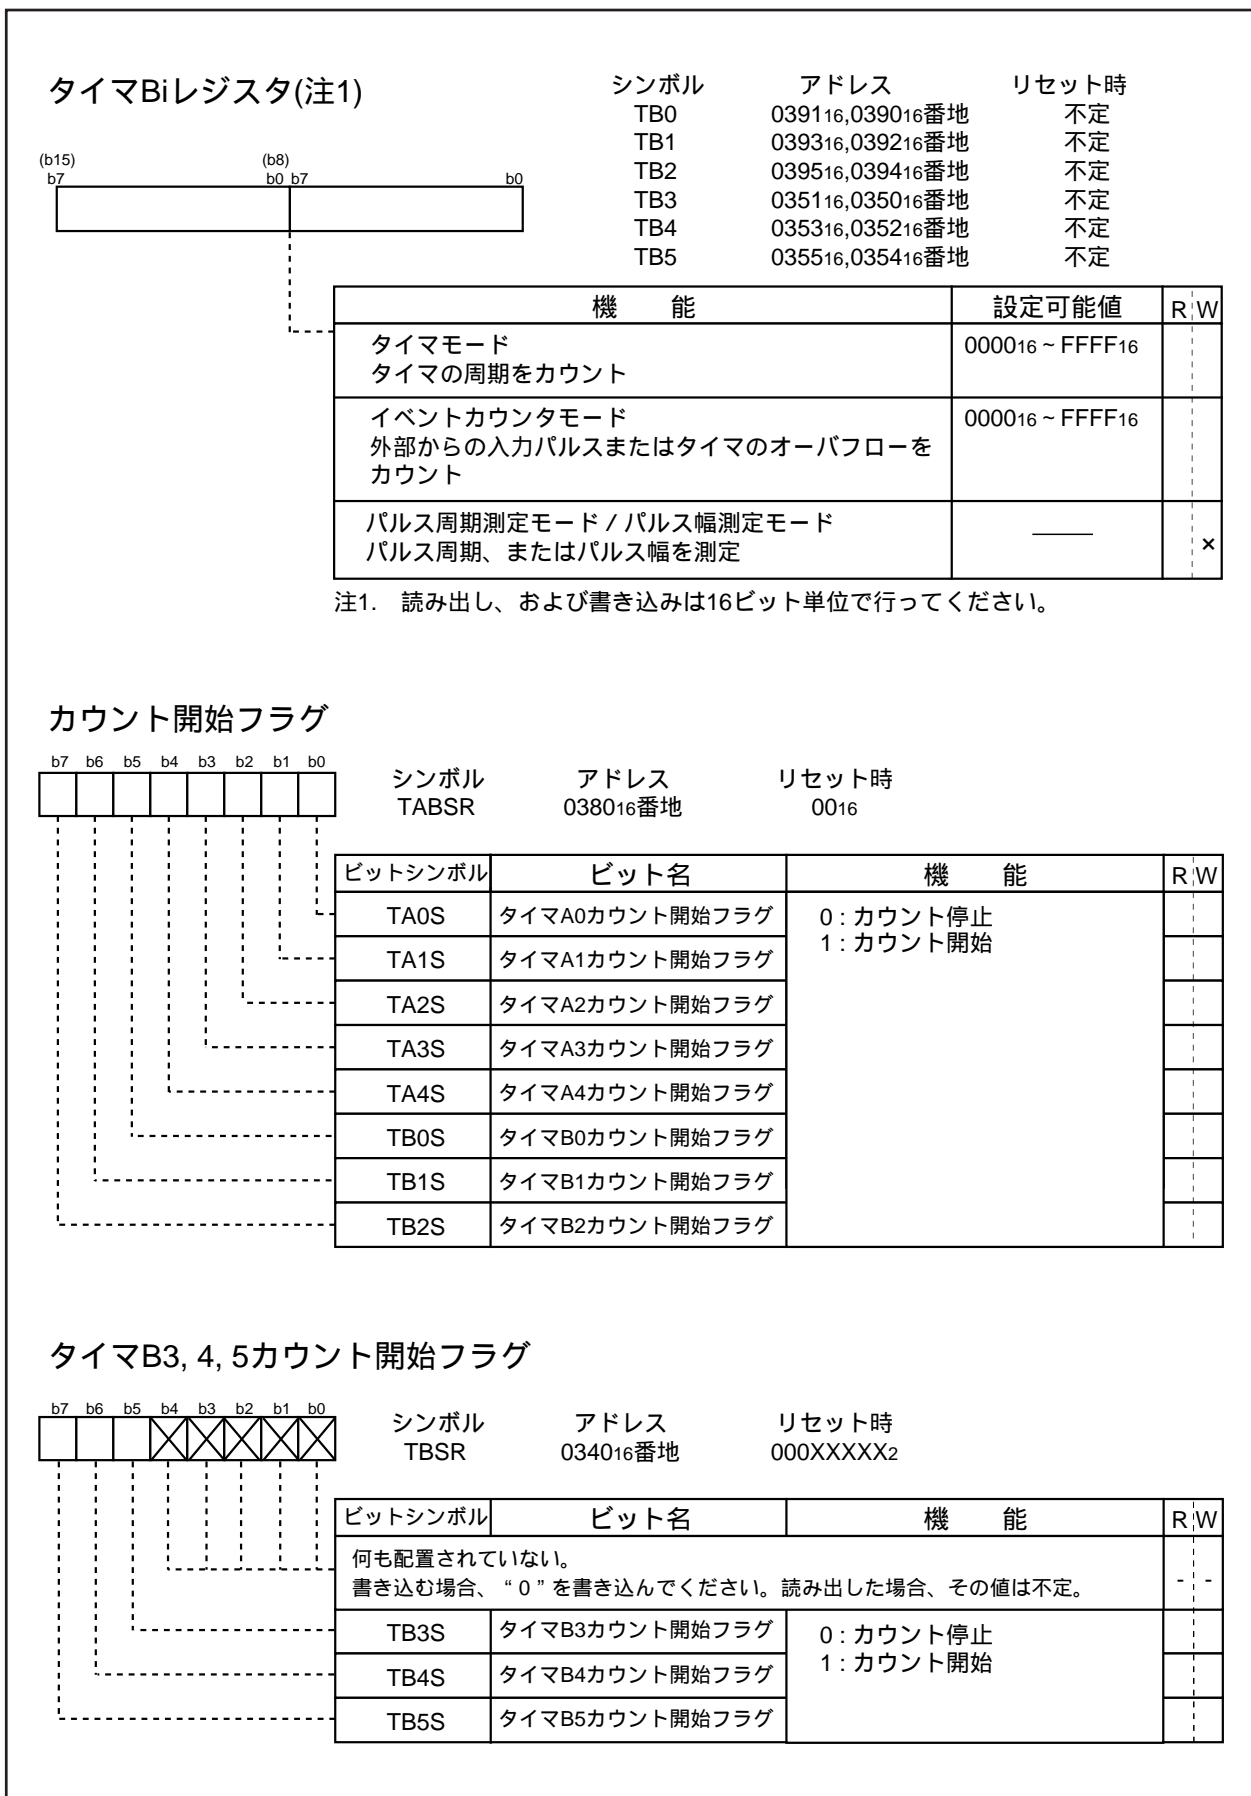 タイマBiレジスタ(注1)
シンボル アドレス リセット時
TB0 039116,039016番地 不定
TB1 039316,039216番地 不定
TB2 039516,039416番地 不定
TB3 035116,035016番地 不定
TB4 035316,035216番地 不定
TB5 035516,035416番地 不定
(b15) (b8)
b7 b0 b7 b0
機 能 設定可能値 R W
タイマモード 000016 ~ FFFF16
タイマの周期をカウント
イベントカウンタモード 000016 ~ FFFF16
外部からの入力パルスまたはタイマのオーバフローを
カウント
パルス周期測定モード / パルス幅測定モード
パルス周期、またはパルス幅を測定 ×
注1. 読み出し、および書き込みは16ビット単位で行ってください。
カウント開始フラグ
b7 b6 b5 b4 b3 b2 b1 b0
シンボル アドレス リセット時
TABSR 038016番地 0016
ビットシンボル ビット名 機 能 R W
TA0S タイマA0カウント開始フラグ 0 : カウント停止
1 : カウント開始
TA1S タイマA1カウント開始フラグ
TA2S タイマA2カウント開始フラグ
TA3S タイマA3カウント開始フラグ
TA4S タイマA4カウント開始フラグ
TB0S タイマB0カウント開始フラグ
TB1S タイマB1カウント開始フラグ
TB2S タイマB2カウント開始フラグ
タイマB3, 4, 5カウント開始フラグ
b7 b6 b5 b4 b3 b2 b1 b0
シンボル アドレス リセット時
TBSR 034016番地 000XXXXX2
ビットシンボル ビット名 機 能 R W
何も配置されていない。
書き込む場合、“ 0 ” を書き込んでください。読み出した場合、その値は不定。 - -
TB3S タイマB3カウント開始フラグ 0 : カウント停止
1 : カウント開始
TB4S タイマB4カウント開始フラグ
TB5S タイマB5カウント開始フラグ